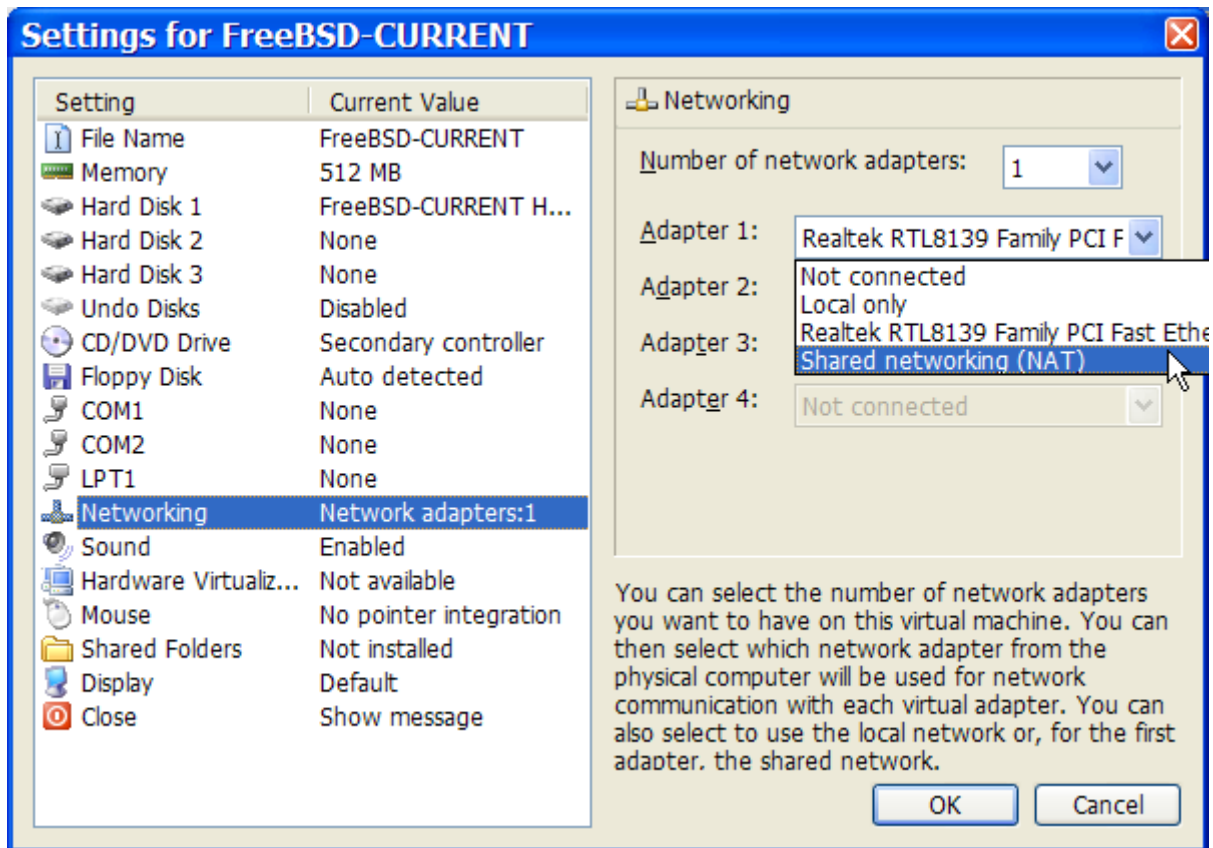 Settings for FreeBSD-CURRENT
Setting Current Value
File Name FreeBSD-CURRENT
Memory 512 MB
Hard Disk 1 FreeBSD-CURRENT H...
Hard Disk 2 None
Hard Disk 3 None
Undo Disks Disabled
CD/DVD Drive Secondary controller
Floppy Disk Auto detected
COM1 None
COM2 None
LPT1 None
Networking Network adapters:1
Sound Enabled
Hardware Virtualiz... Not available
Mouse No pointer integration
Shared Folders Not installed
Display Default
Close Show message
Networking
Number of network adapters: 1
Adapter 1: Realtek RTL8139 Family PCI F
Not connected
Local only
Realtek RTL8139 Family PCI Fast Ethe
Shared networking (NAT)
Adapter 2:
Adapter 3:
Adapter 4: Not connected
You can select the number of network adapters
you want to have on this virtual machine. You can
then select which network adapter from the
physical computer will be used for network
communication with each virtual adapter. You can
also select to use the local network or, for the first
adapter, the shared network.
OK Cancel